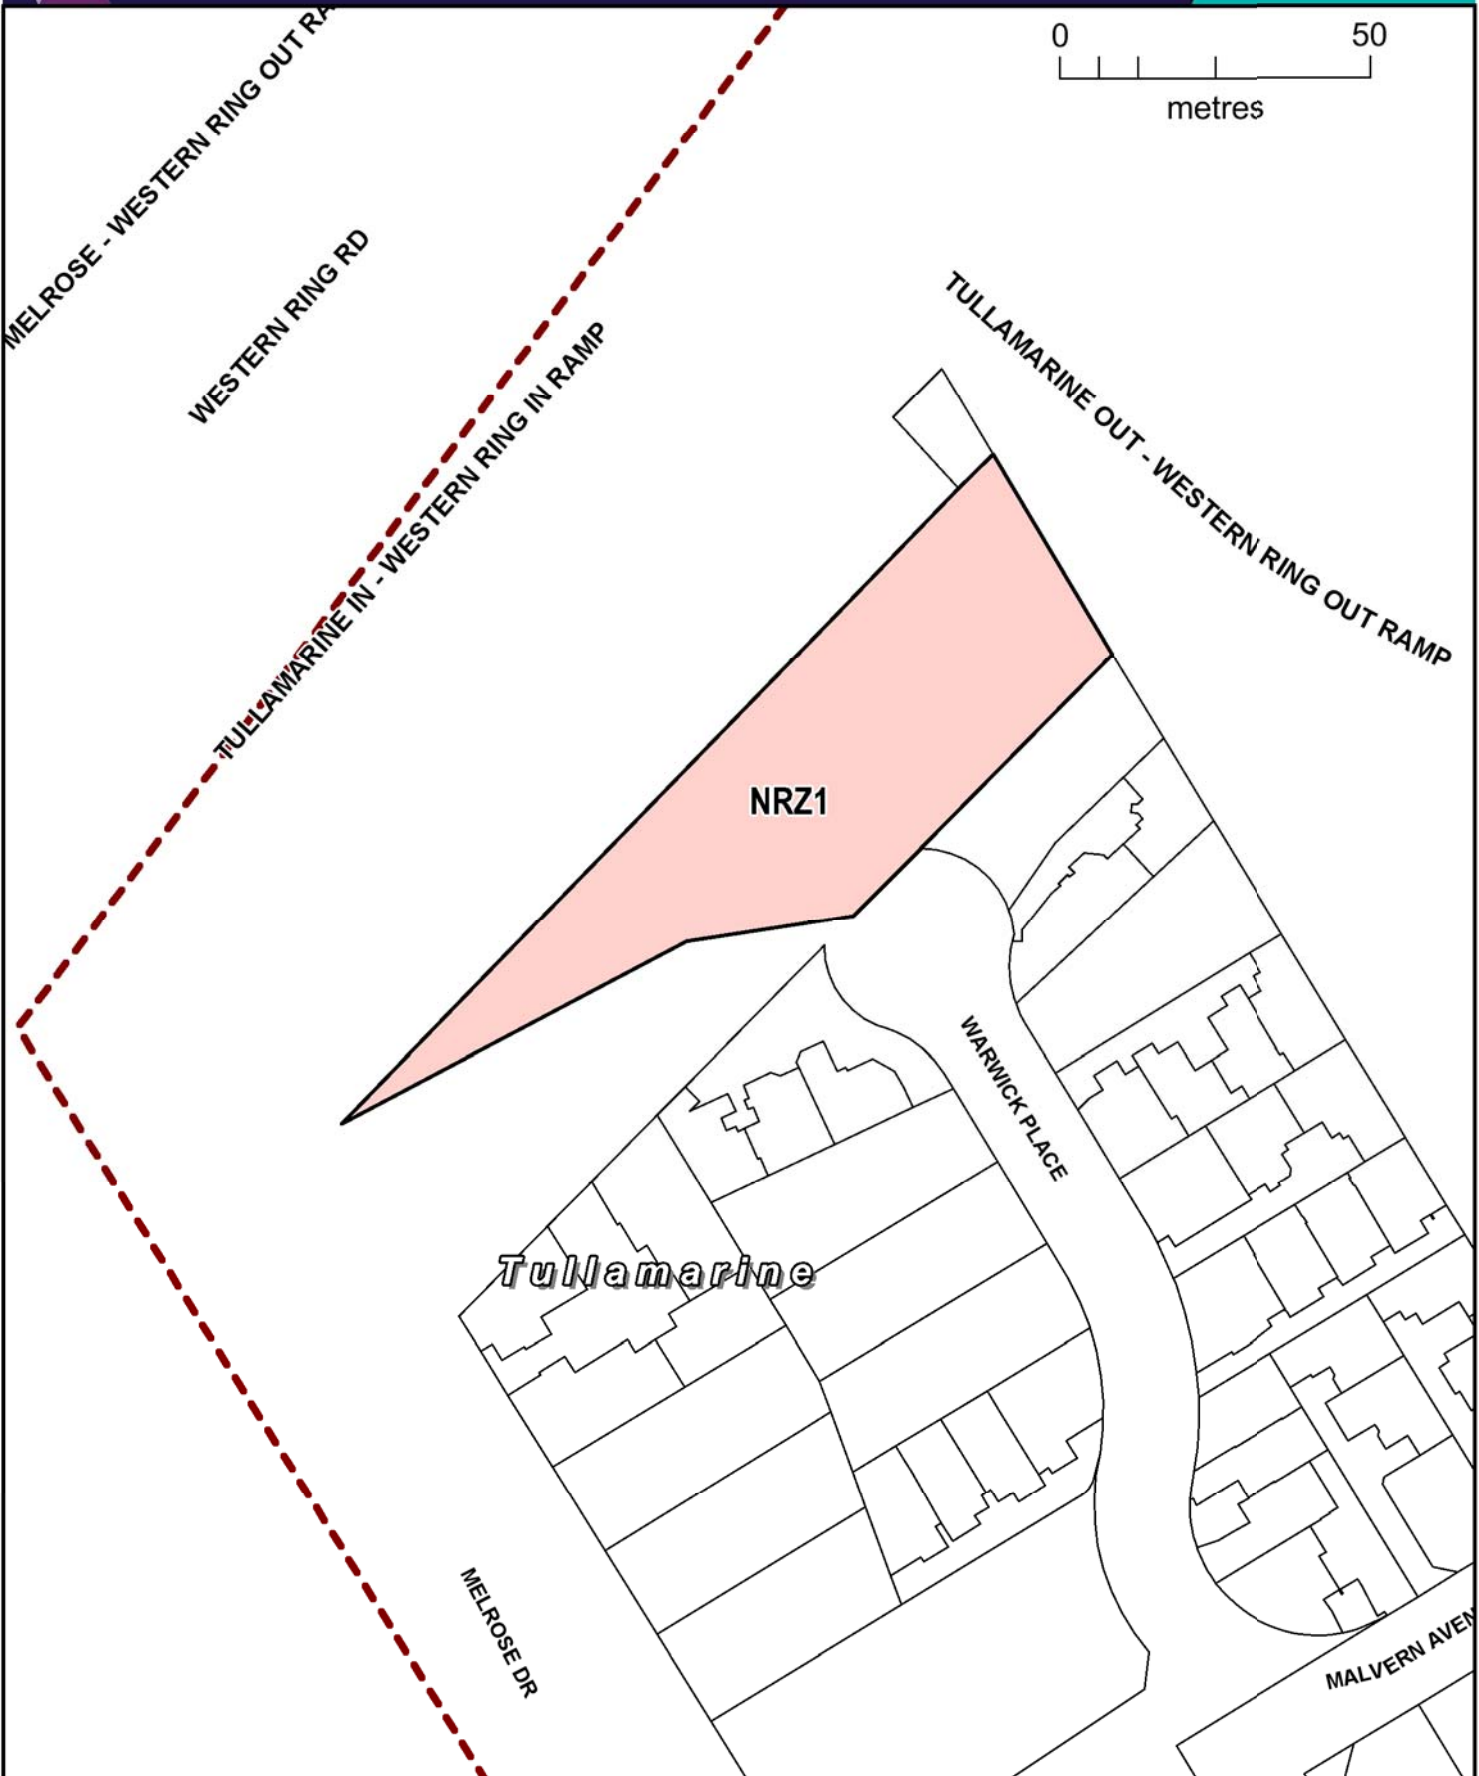 0 50
metres
MELROSE - WESTERN RING OUT RA
WESTERN RING RD
TULLAMARINE IN - WESTERN RING IN RAMP
TULLAMARINE OUT - WESTERN RING OUT RAMP
NRZ1
WARWICK PLACE
Tullamarine
MELROSE DR
MALVERN AVEN